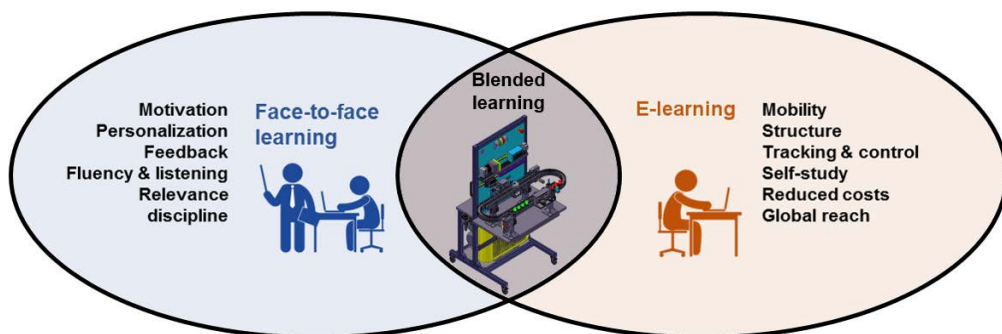 Motivation
Personalization
Feedback
Fluency & listening
Relevance
discipline
Face-to-face
learning
Blended
learning
E-learning
Mobility
Structure
Tracking & control
Self-study
Reduced costs
Global reach